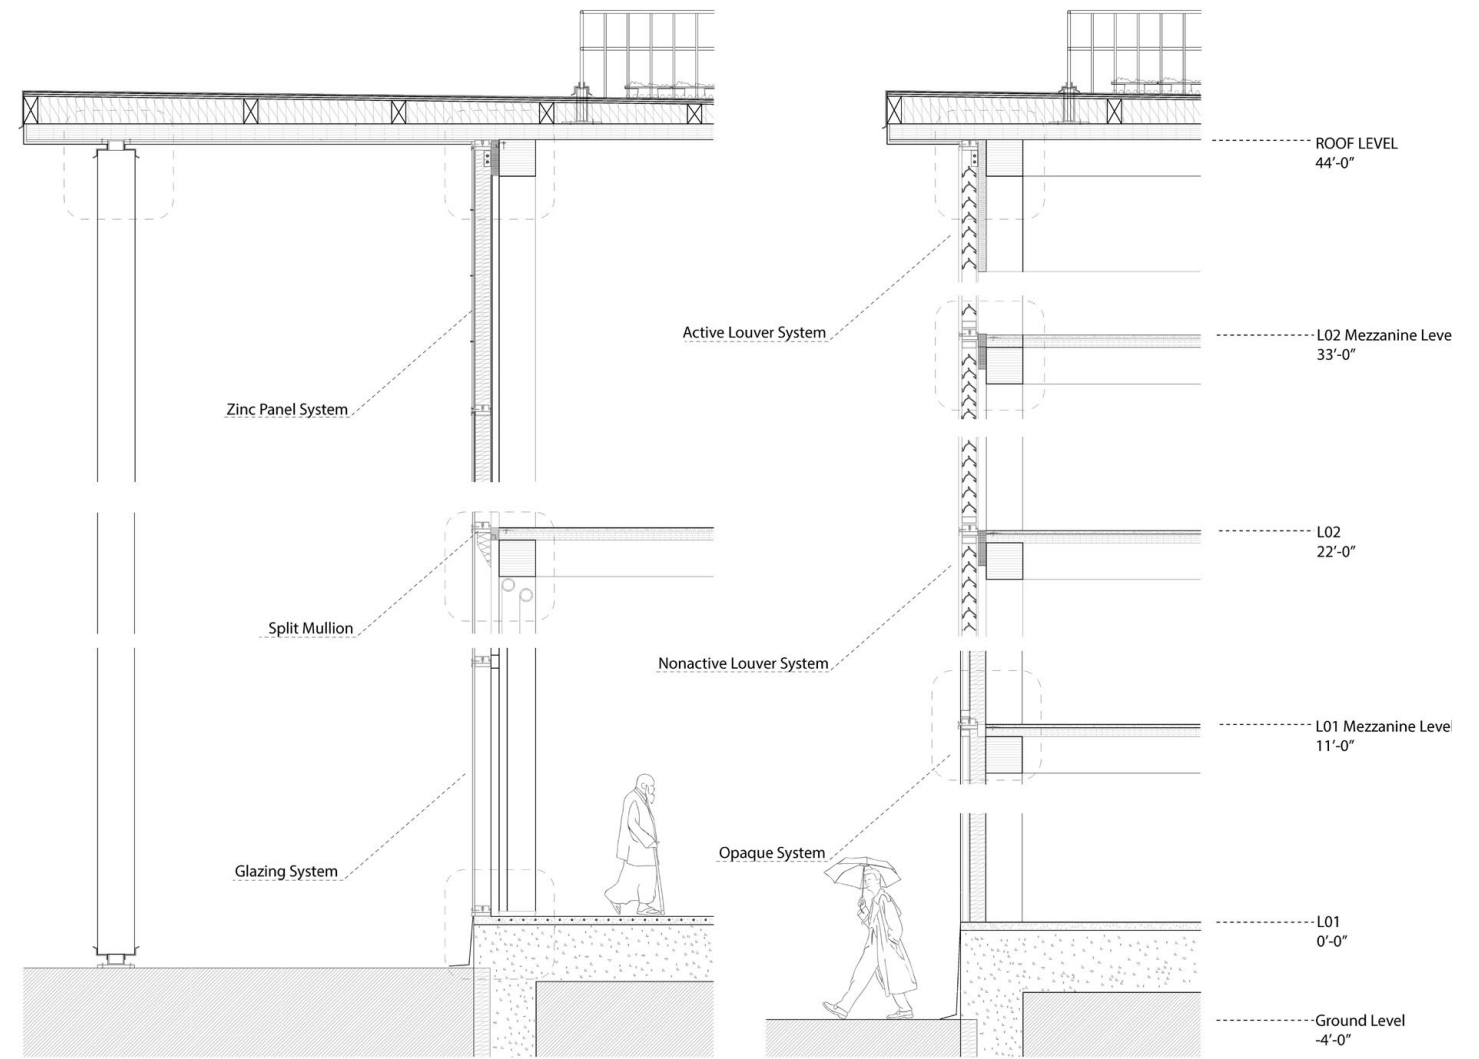 ROOF LEVEL
44'-0"
Active Louver System
L02 Mezzanine Leve
33'-0"
Zinc Panel System
L02
22'-0"
Split Mullion
Nonactive Louver System
L01 Mezzanine Level
11'-0"
Opaque System
Glazing System
L01
0'-0"
Ground Level
-4'-0"